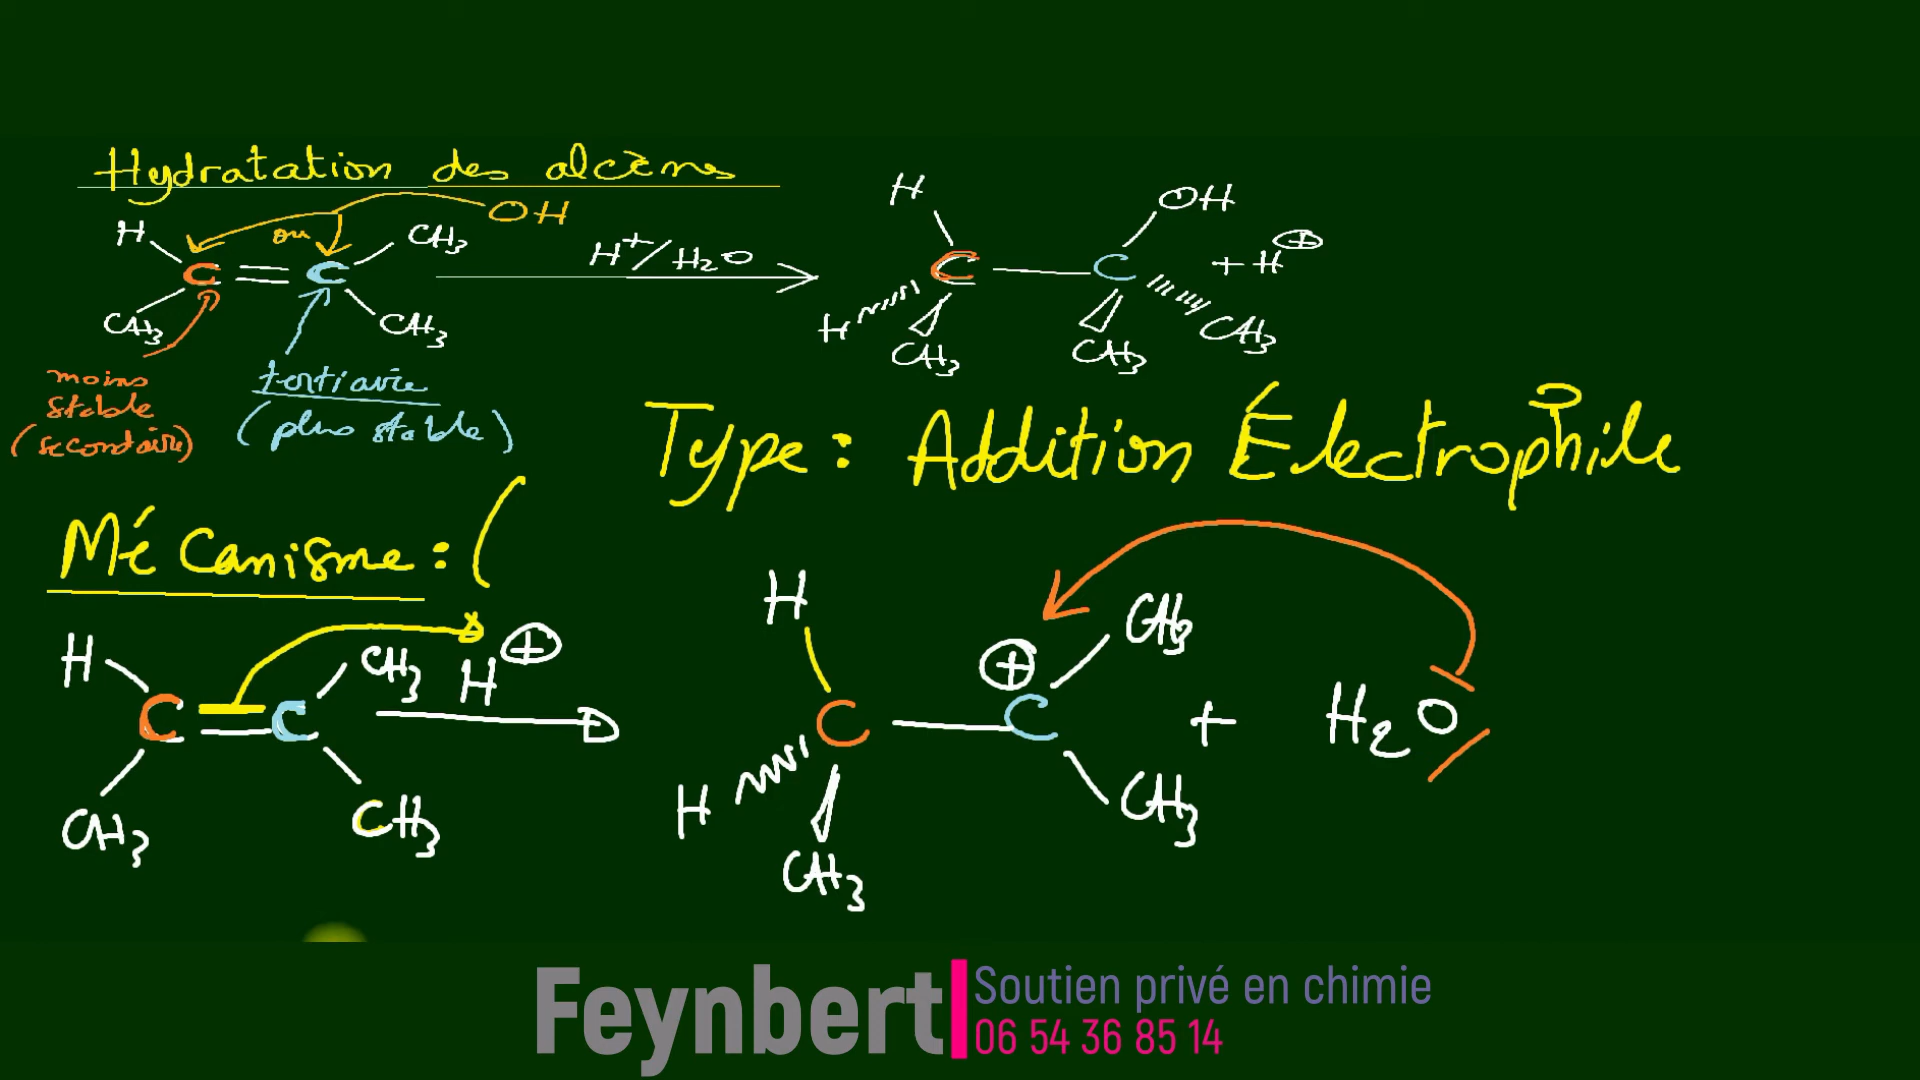 Hydratation des alcènes
H
OH
ou
CH3
C = C
H+/H2O
CH3
CH3
H
OH
C
C
+ H⊕
H
CH3
CH3
CH3
moins
stable
(secondaire)
tertiaire
(plus stable)
Type : Addition Électrophile
Mécanisme : (
H
CH3
H⊕
C = C
CH3
CH3
H
⊕
CH3
C
C
+ H2O
H
CH3
CH3
Feynbert
Soutien privé en chimie
06 54 36 85 14